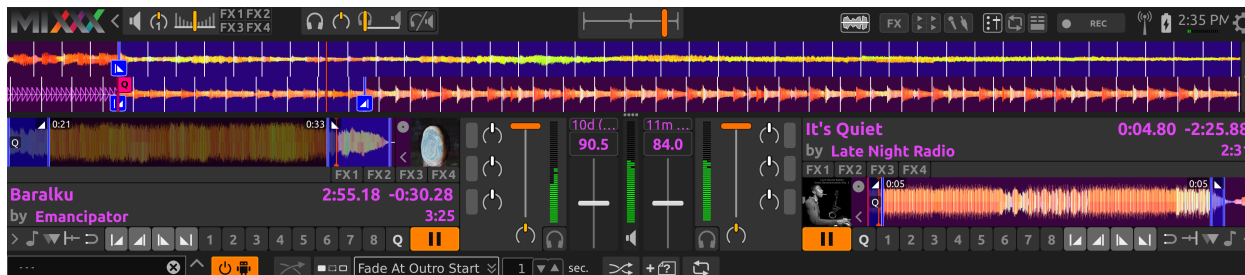 MIXXX
FX1 FX2
FX3 FX4
FX
REC
2:35 PM
Q
0:21
0:33
Q
FX1 FX2 FX3 FX4
Baralku
2:55.18 -0:30.28
by Emancipator
3:25
1 2 3 4 5 6 7 8 Q
10d (...
90.5
11m ...
84.0
It's Quiet
0:04.80 -2:25.88
by Late Night Radio
FX1 FX2 FX3 FX4
0:05
0:05
Q
Q 1 2 3 4 5 6 7 8
---
Fade At Outro Start
1
sec.